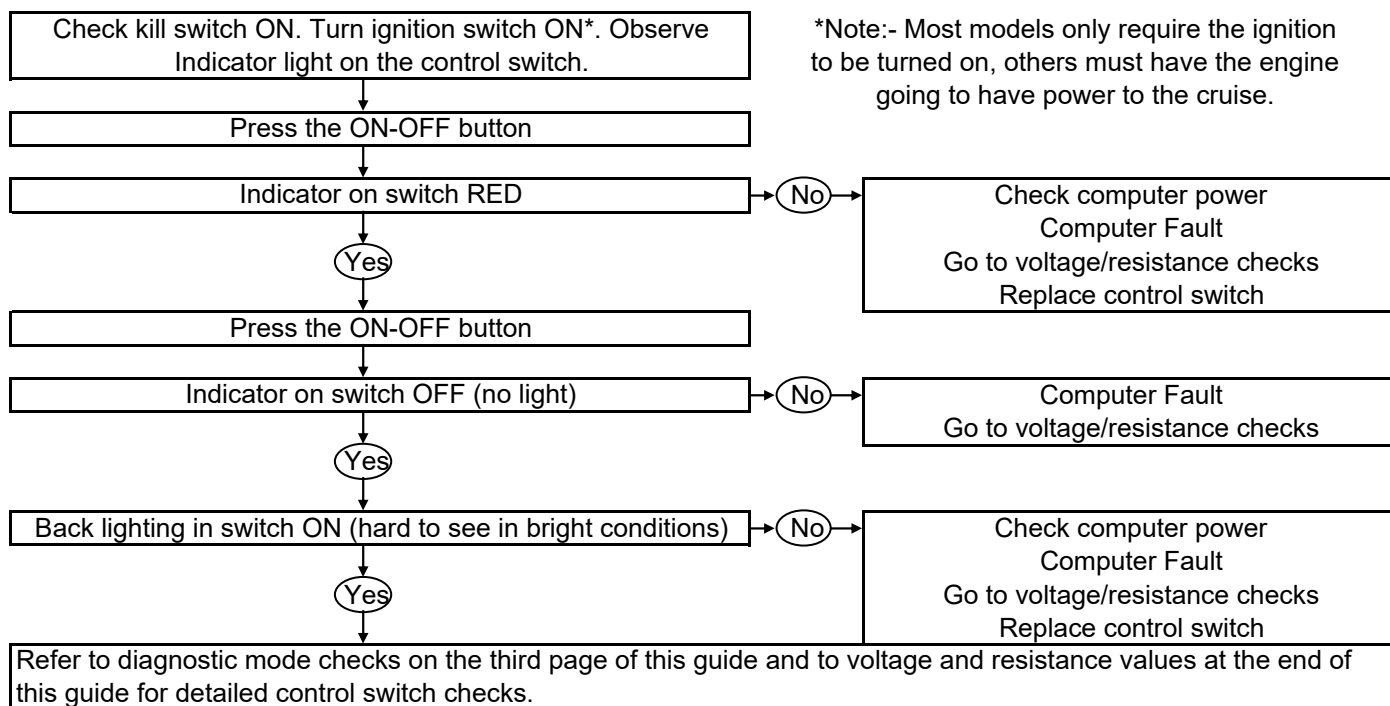 Check kill switch ON. Turn ignition switch ON*. Observe
Indicator light on the control switch.
*Note:- Most models only require the ignition
to be turned on, others must have the engine
going to have power to the cruise.
Press the ON-OFF button
Indicator on switch RED
No
Check computer power
Computer Fault
Go to voltage/resistance checks
Replace control switch
Yes
Press the ON-OFF button
Indicator on switch OFF (no light)
No
Computer Fault
Go to voltage/resistance checks
Yes
Back lighting in switch ON (hard to see in bright conditions)
No
Check computer power
Computer Fault
Go to voltage/resistance checks
Replace control switch
Yes
Refer to diagnostic mode checks on the third page of this guide and to voltage and resistance values at the end of
this guide for detailed control switch checks.